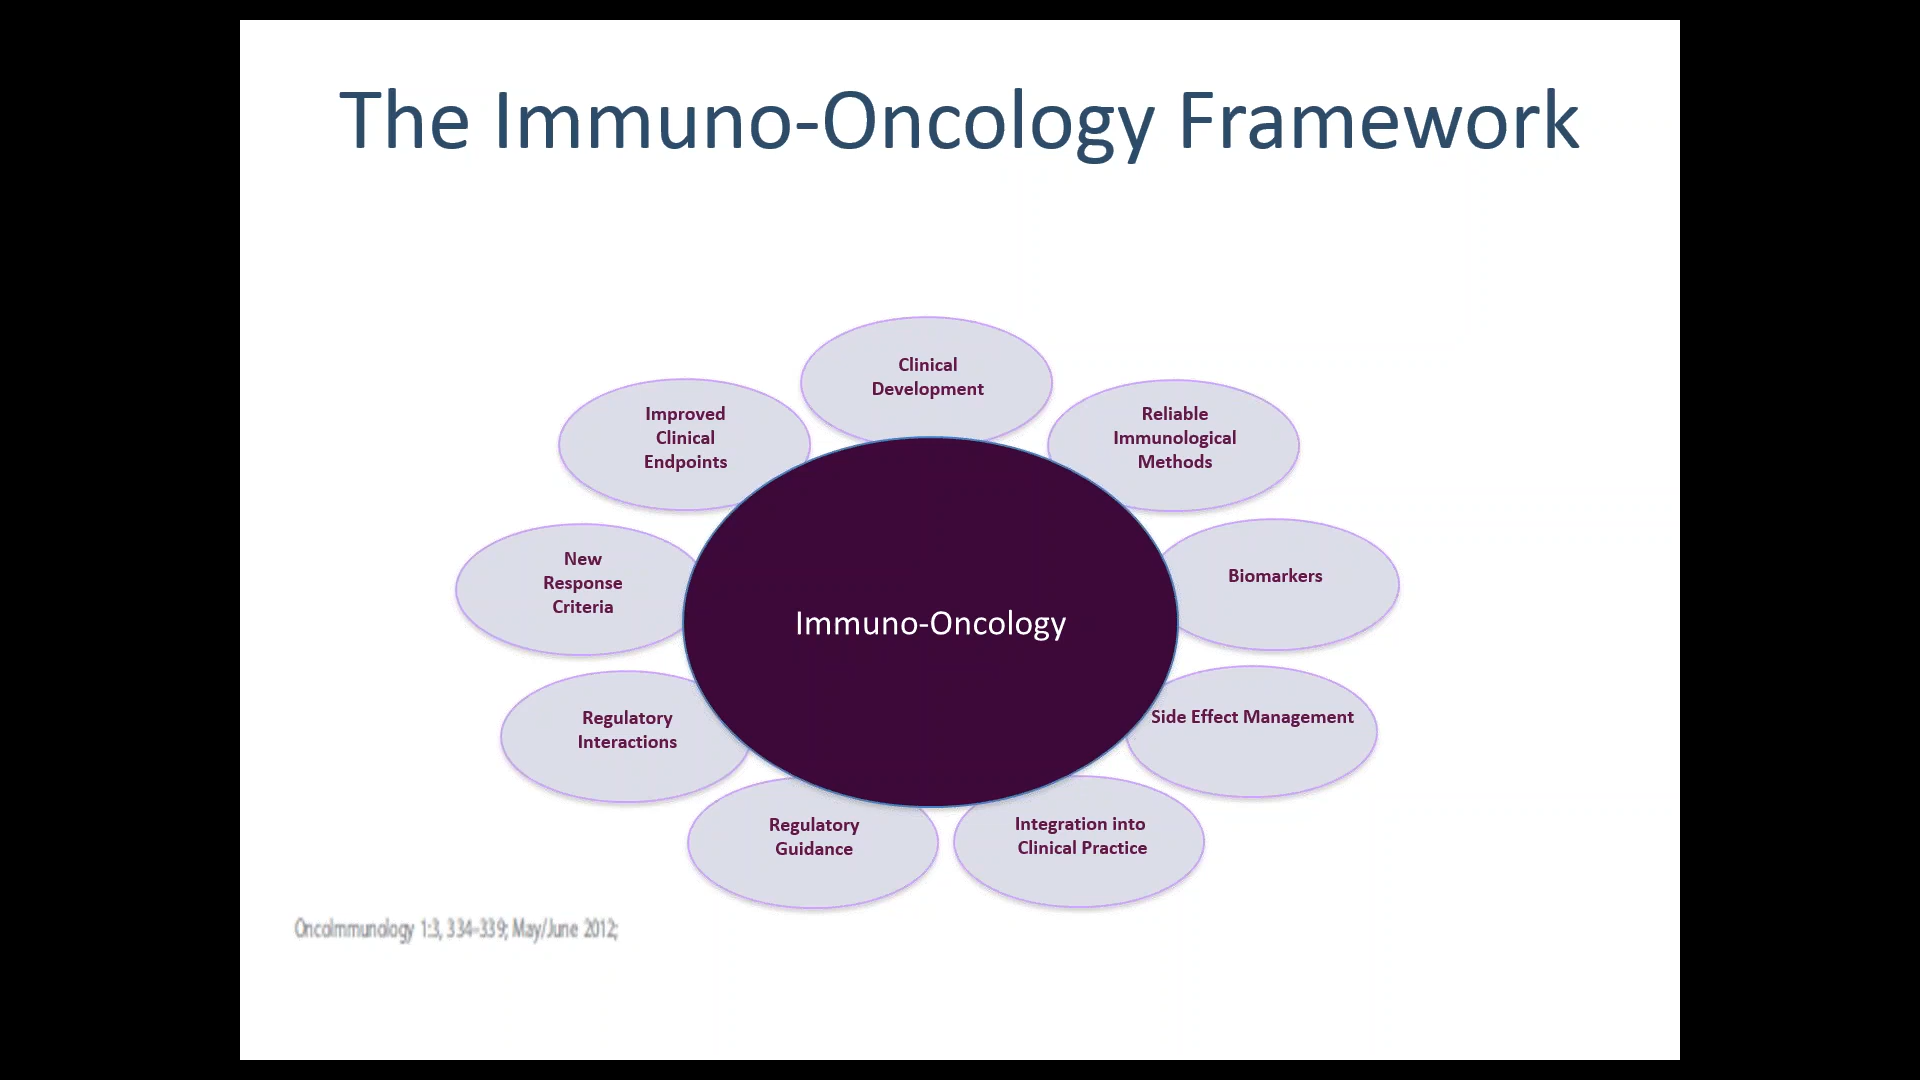 The Immuno-Oncology Framework
Clinical
Development
Improved
Clinical
Endpoints
Reliable
Immunological
Methods
New
Response
Criteria
Biomarkers
Immuno-Oncology
Regulatory
Interactions
Side Effect Management
Regulatory
Guidance
Integration into
Clinical Practice
OncoImmunology 1:3, 334–339; May/June 2012;